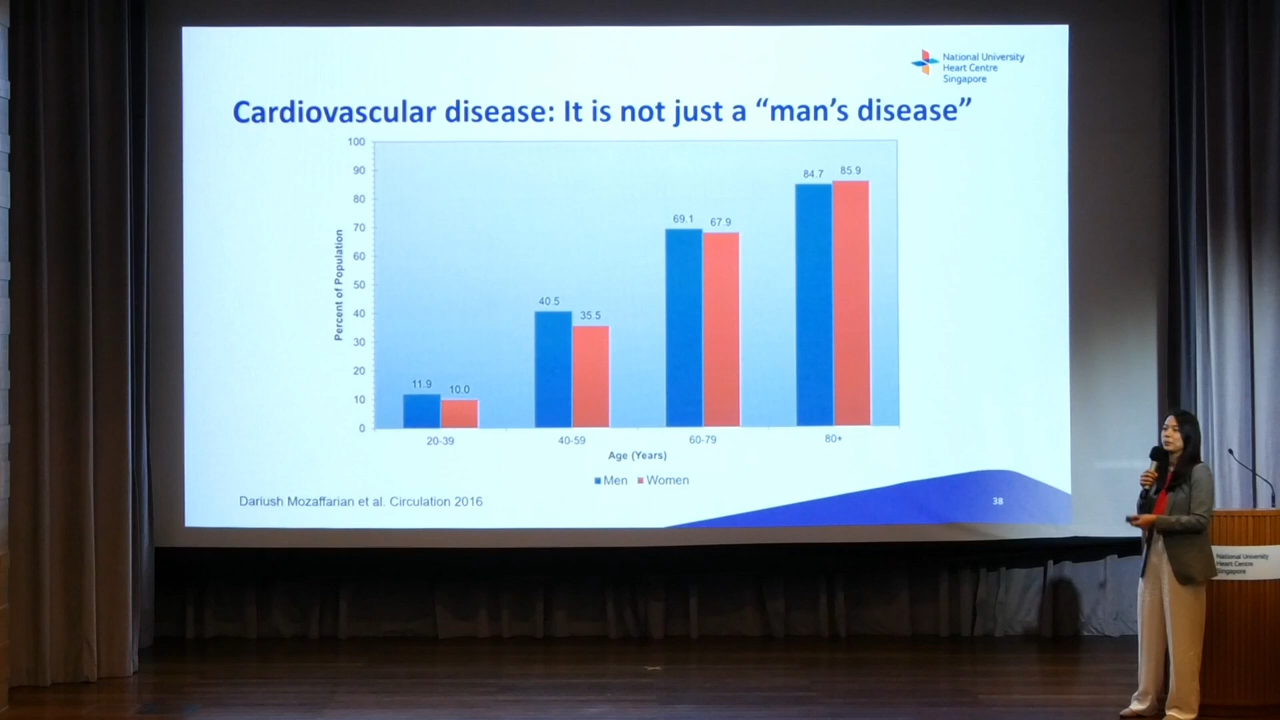 National University
Heart Centre
Singapore
Cardiovascular disease: It is not just a “man’s disease”
100
90
80
70
60
50
40
30
20
10
0
Percent of Population
11.9
10.0
40.5
35.5
69.1
67.9
84.7
85.9
20-39
40-59
60-79
80+
Age (Years)
Men
Women
Dariush Mozaffarian et al. Circulation 2016
38
National University
Heart Centre
Singapore